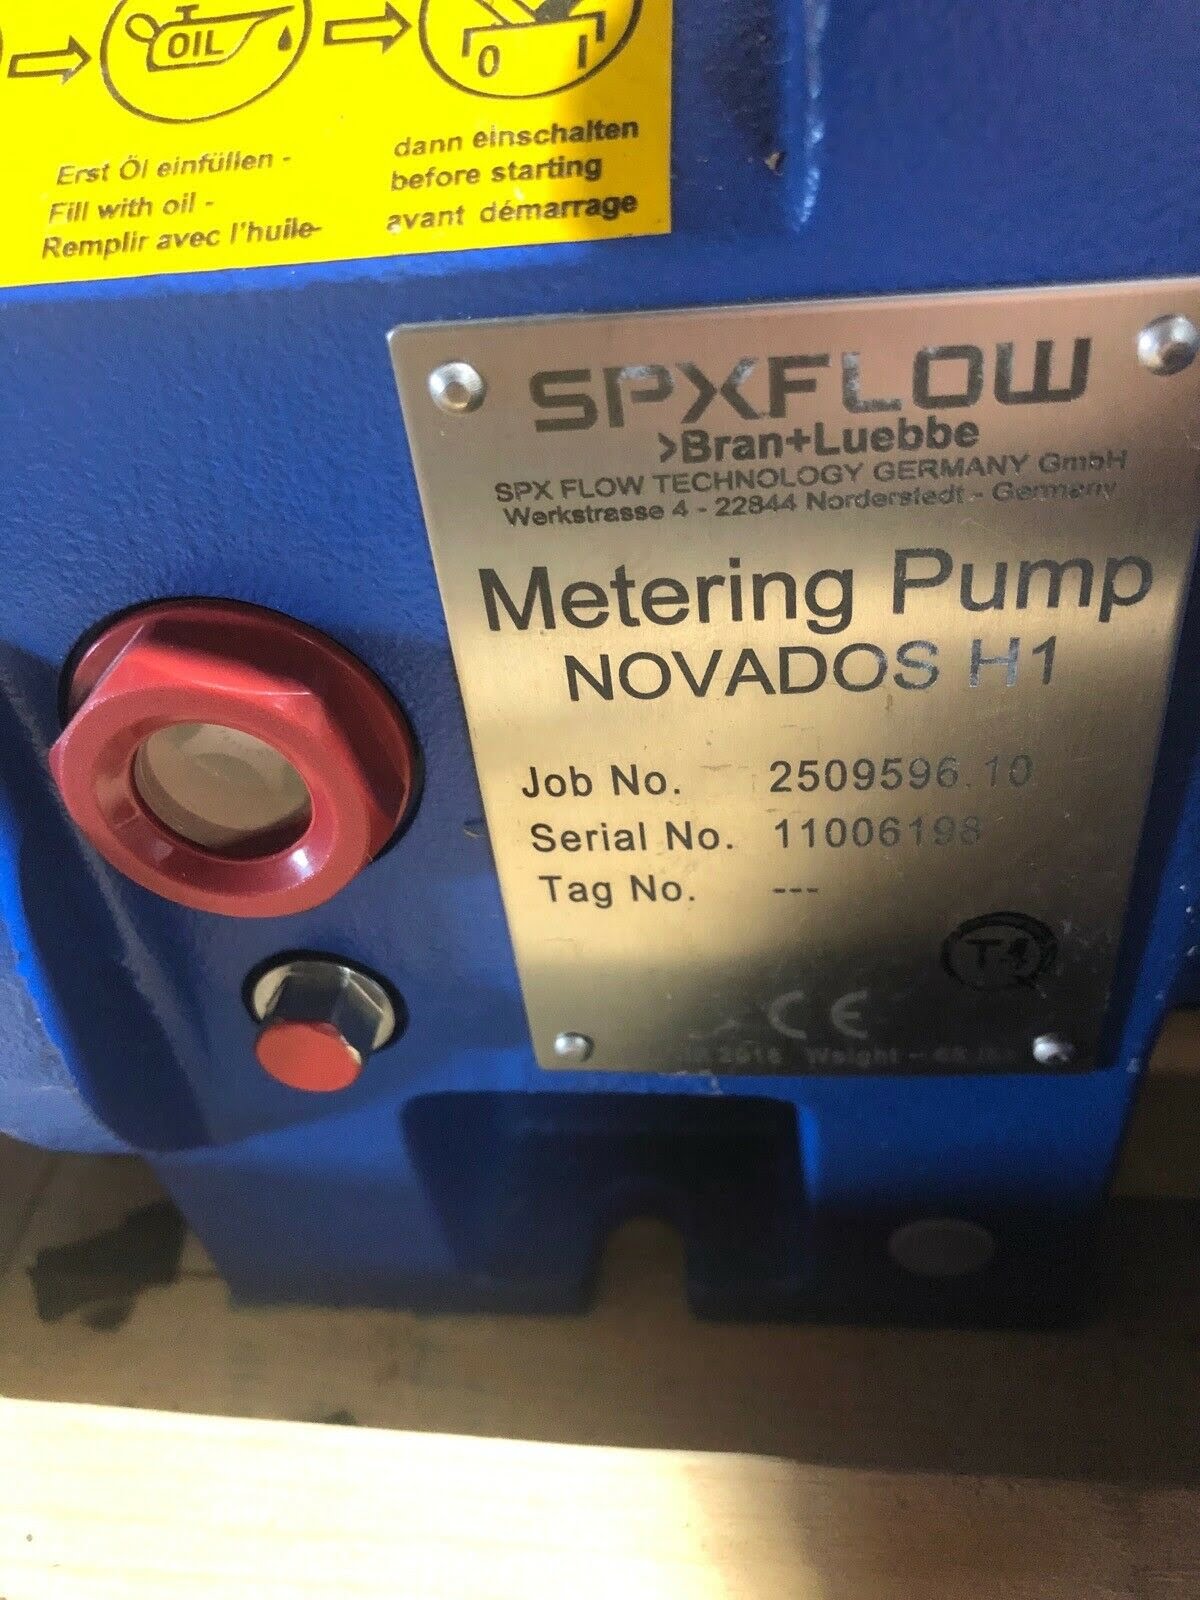 OIL
0 I
Erst Öl einfüllen -
Fill with oil -
Remplir avec l'huile-
dann einschalten
before starting
avant démarrage
SPXFLOW
>Bran+Luebbe
SPX FLOW TECHNOLOGY GERMANY GmbH
Werkstrasse 4 - 22844 Norderstedt - Germany
Metering Pump
NOVADOS H1
Job No. 2509596.10
Serial No. 11006198
Tag No. ---
CE
Weight